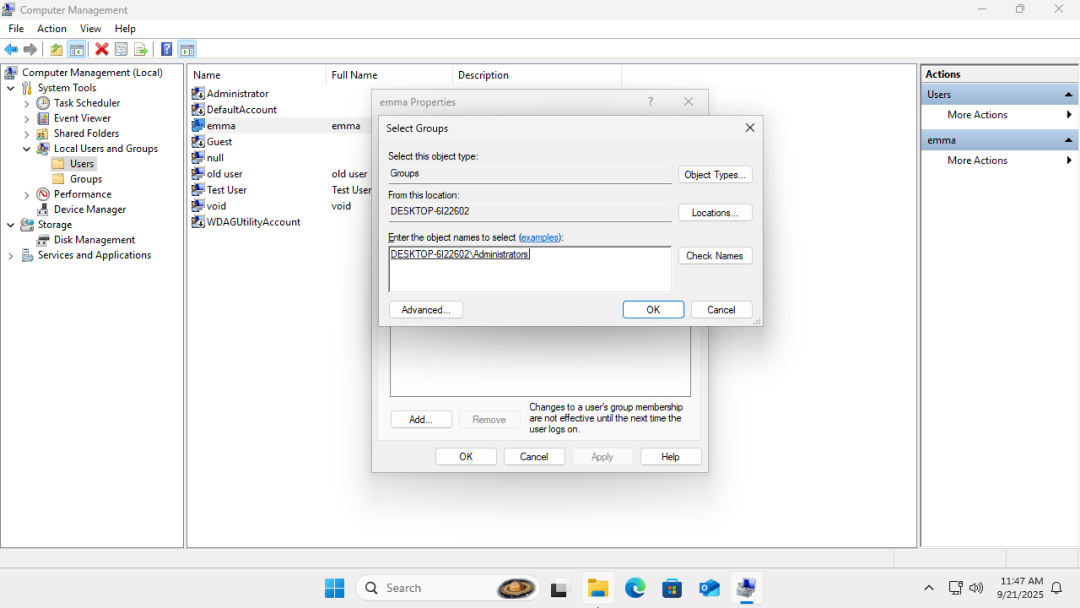 Computer Management
File Action View Help
Computer Management (Local)
System Tools
Task Scheduler
Event Viewer
Shared Folders
Local Users and Groups
Users
Groups
Performance
Device Manager
Storage
Disk Management
Services and Applications
Name Full Name Description
Administrator
DefaultAccount
emma emma
Guest
null
old user old user
Test User Test User
void void
WDAGUtilityAccount
emma Properties ?
Select Groups
Select this object type:
Groups Object Types...
From this location:
DESKTOP-6I22602 Locations...
Enter the object names to select (examples):
DESKTOP-6I22602\Administrators Check Names
Advanced... OK Cancel
Add... Remove
Changes to a user's group membership
are not effective until the next time the
user logs on.
OK Cancel Apply Help
Actions
Users
More Actions
emma
More Actions
Search
11:47 AM
9/21/2025